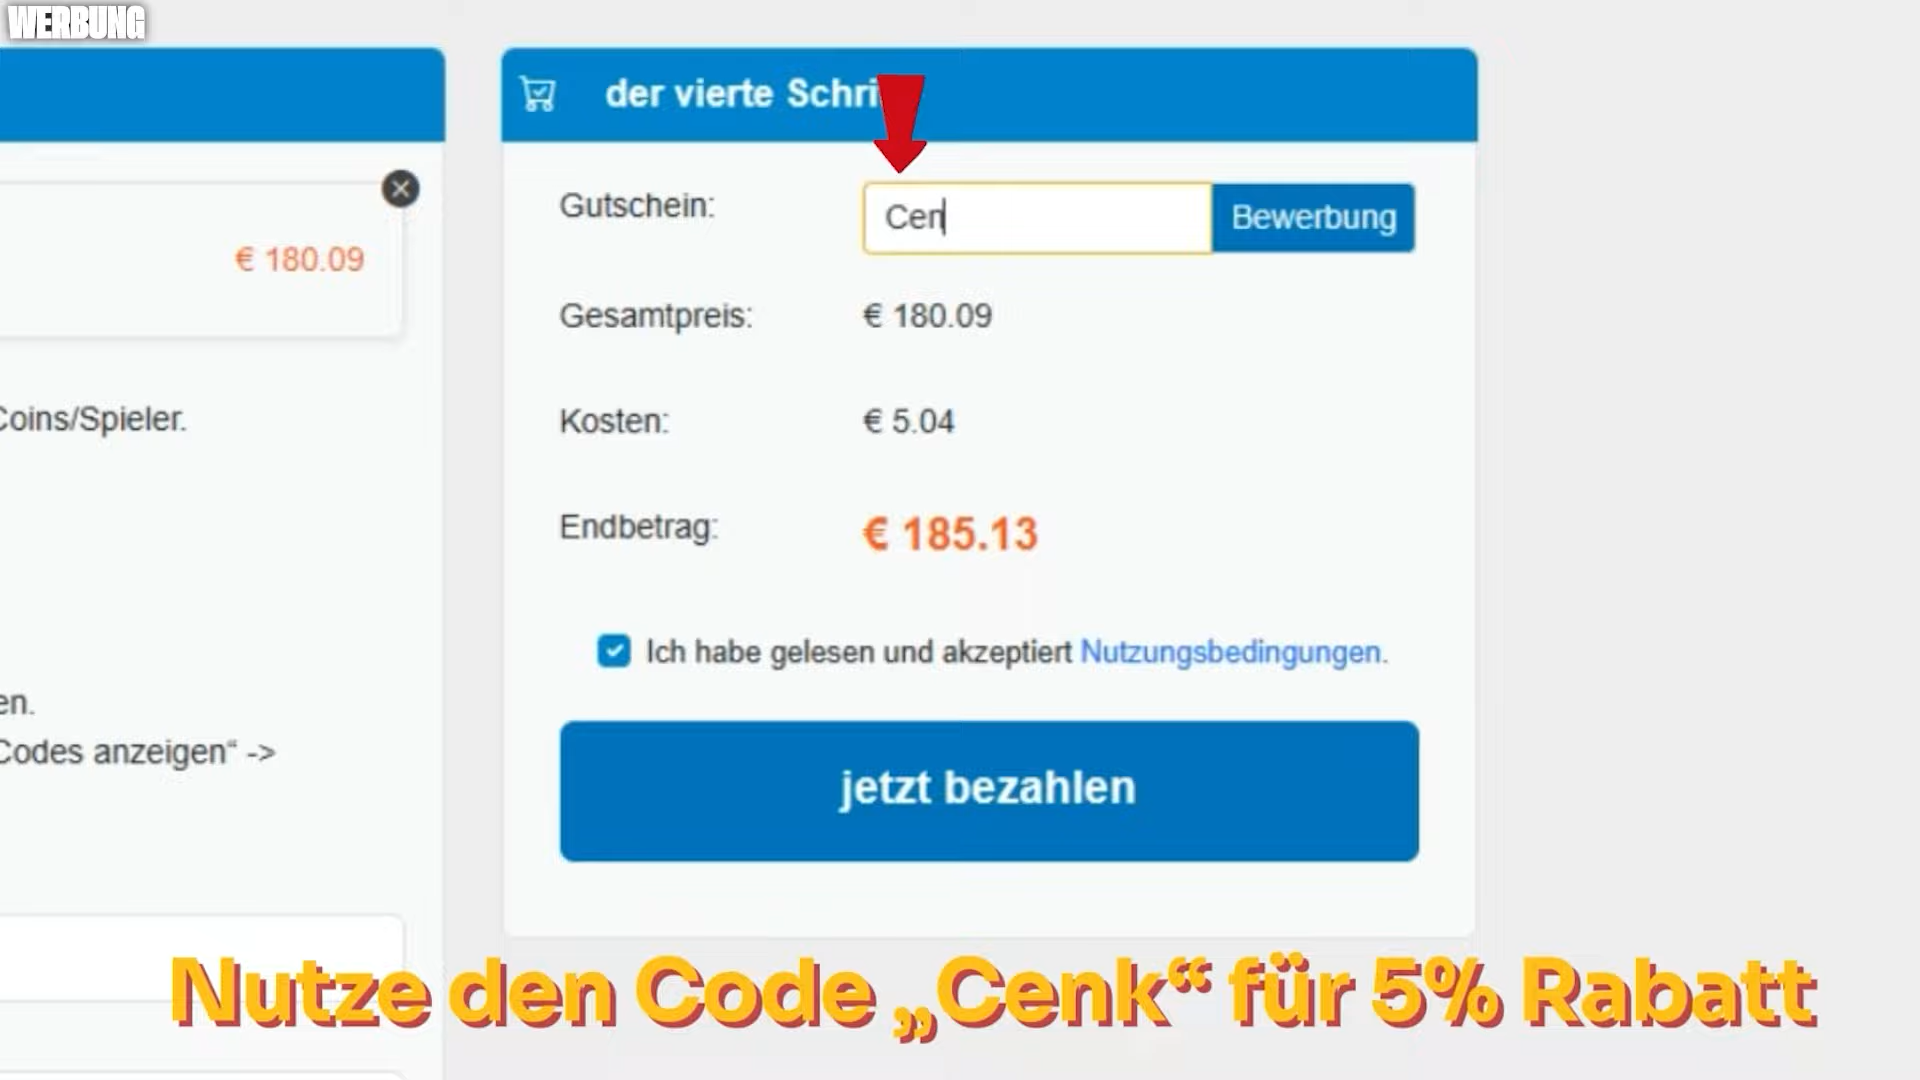 WERBUNG
der vierte Schri
€ 180.09
Gutschein:
Cen
Bewerbung
Gesamtpreis:
€ 180.09
Kosten:
€ 5.04
Endbetrag:
€ 185.13
Ich habe gelesen und akzeptiert Nutzungsbedingungen.
jetzt bezahlen
Coins/Spieler.
en.
Codes anzeigen“ ->
Nutze den Code „Cenk“ für 5% Rabatt